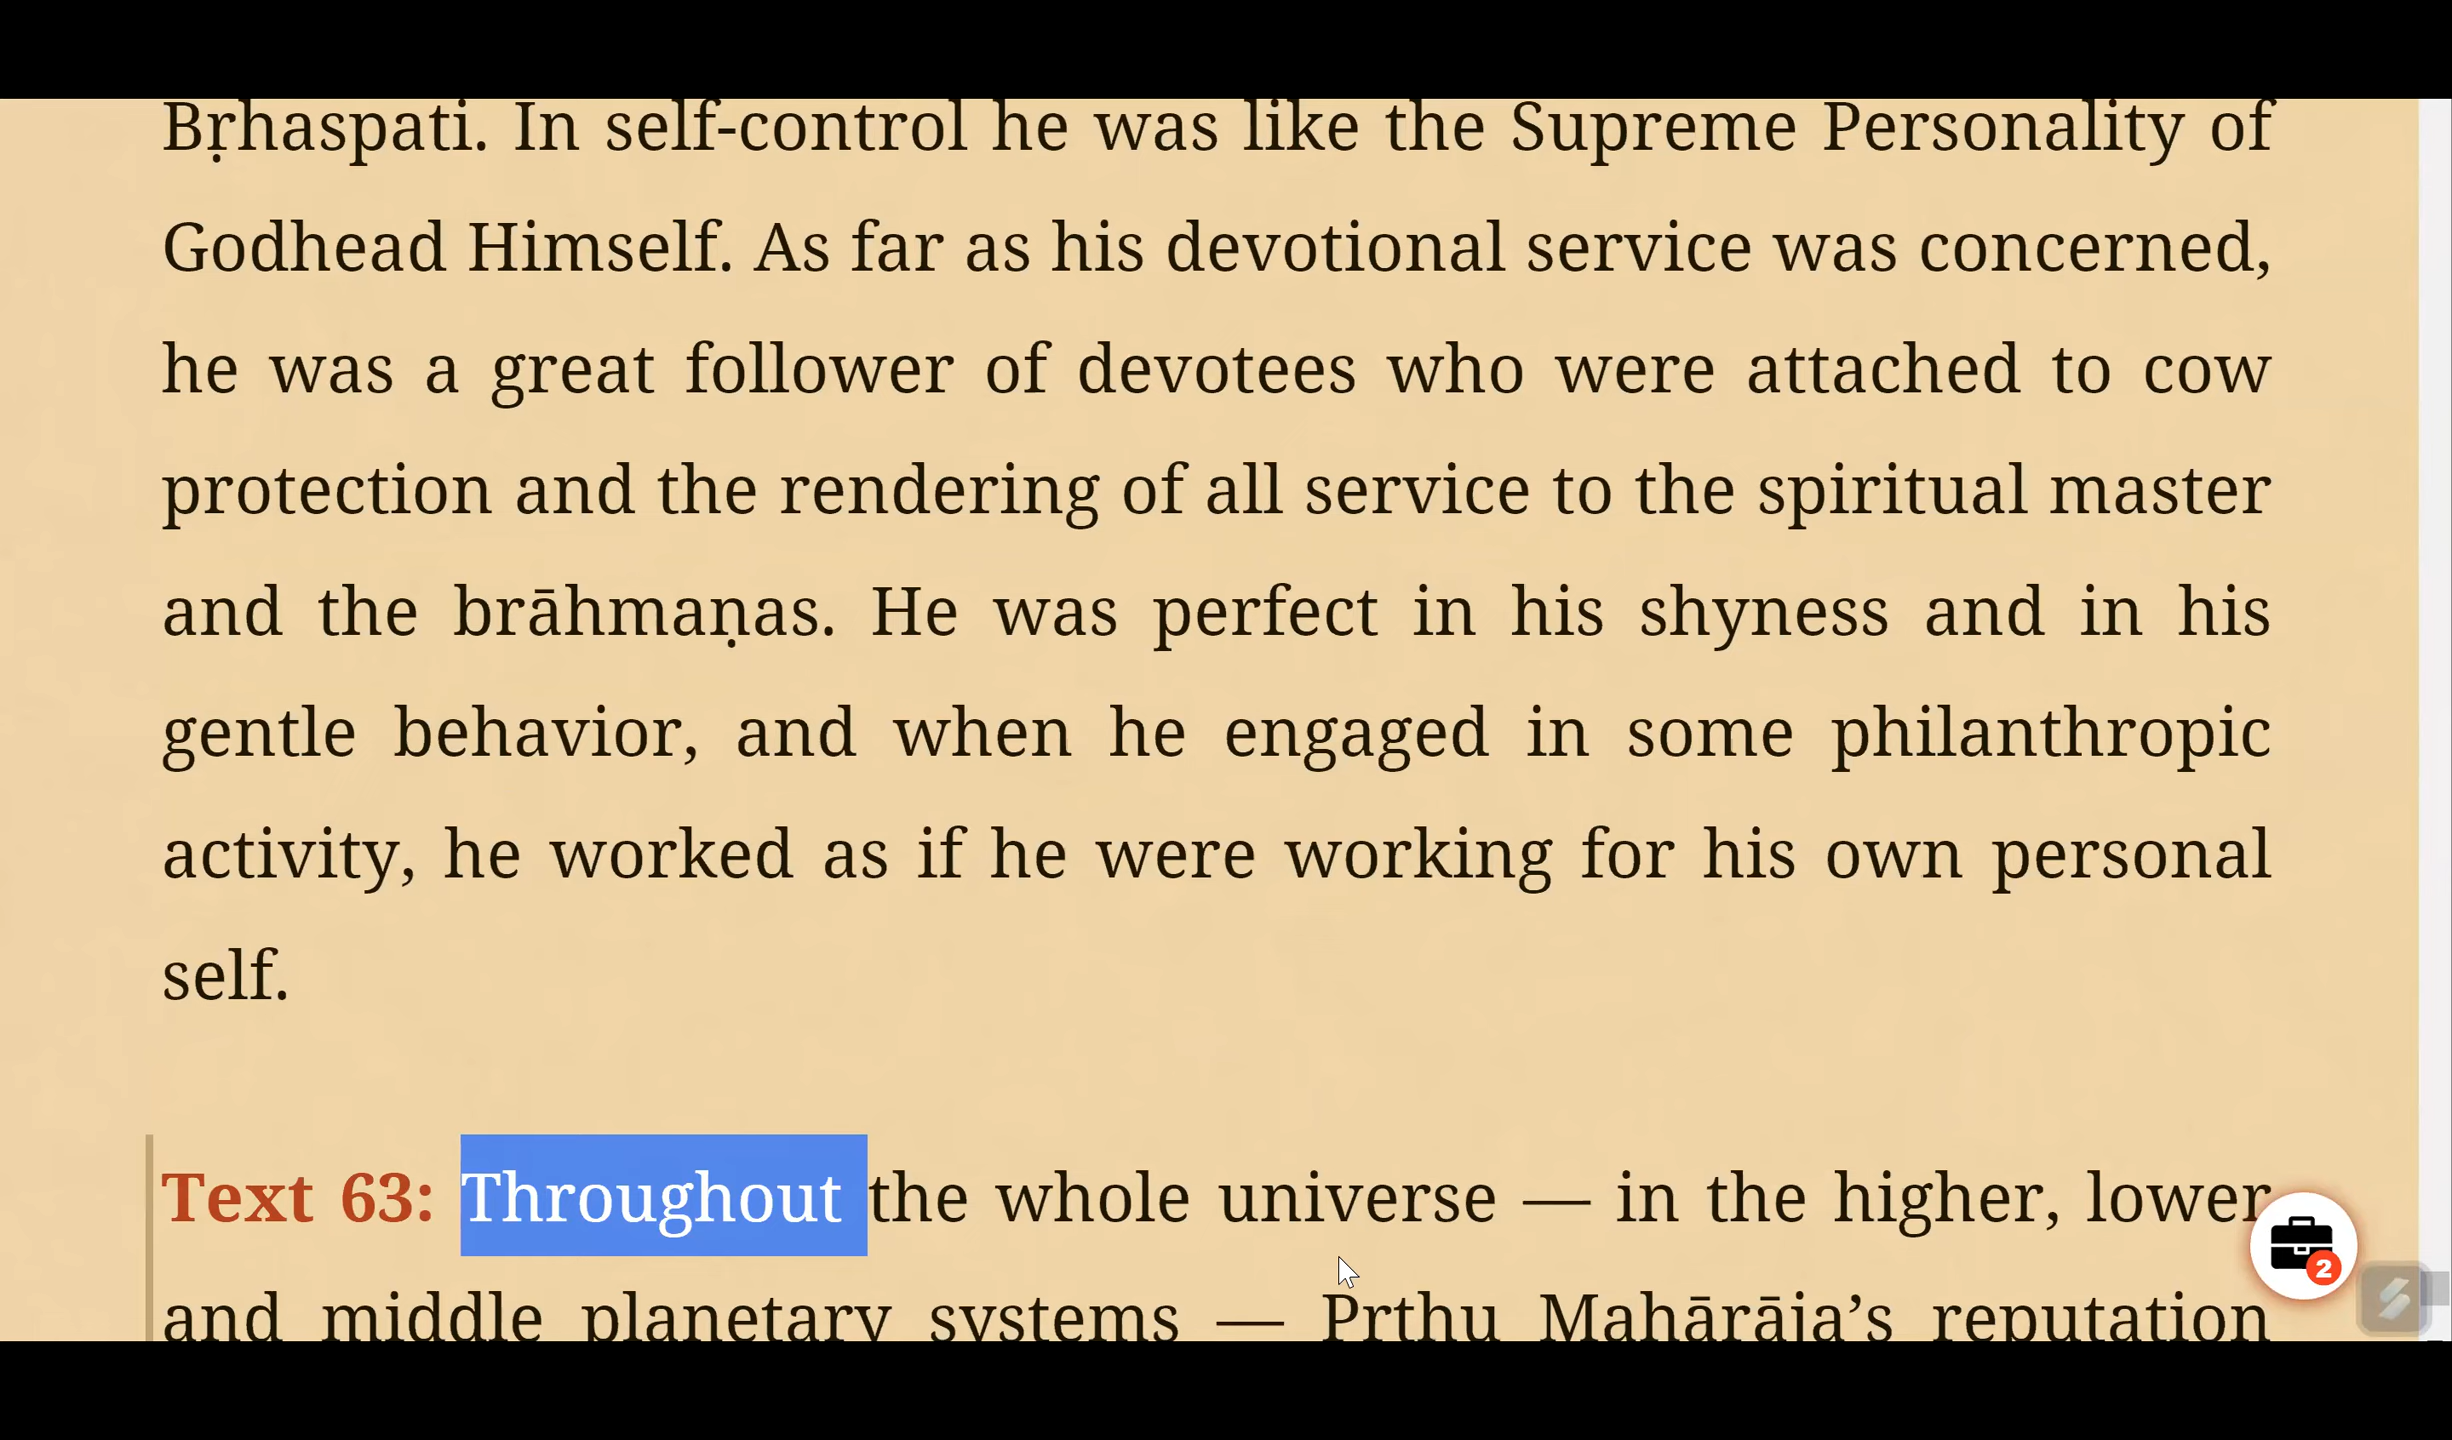 Bṛhaspati. In self-control he was like the Supreme Personality of
Godhead Himself. As far as his devotional service was concerned,
he was a great follower of devotees who were attached to cow
protection and the rendering of all service to the spiritual master
and the brāhmaṇas. He was perfect in his shyness and in his
gentle behavior, and when he engaged in some philanthropic
activity, he worked as if he were working for his own personal
self.
Text 63: Throughout the whole universe — in the higher, lower
and middle planetary systems — Pṛthu Mahārāja’s reputation
2